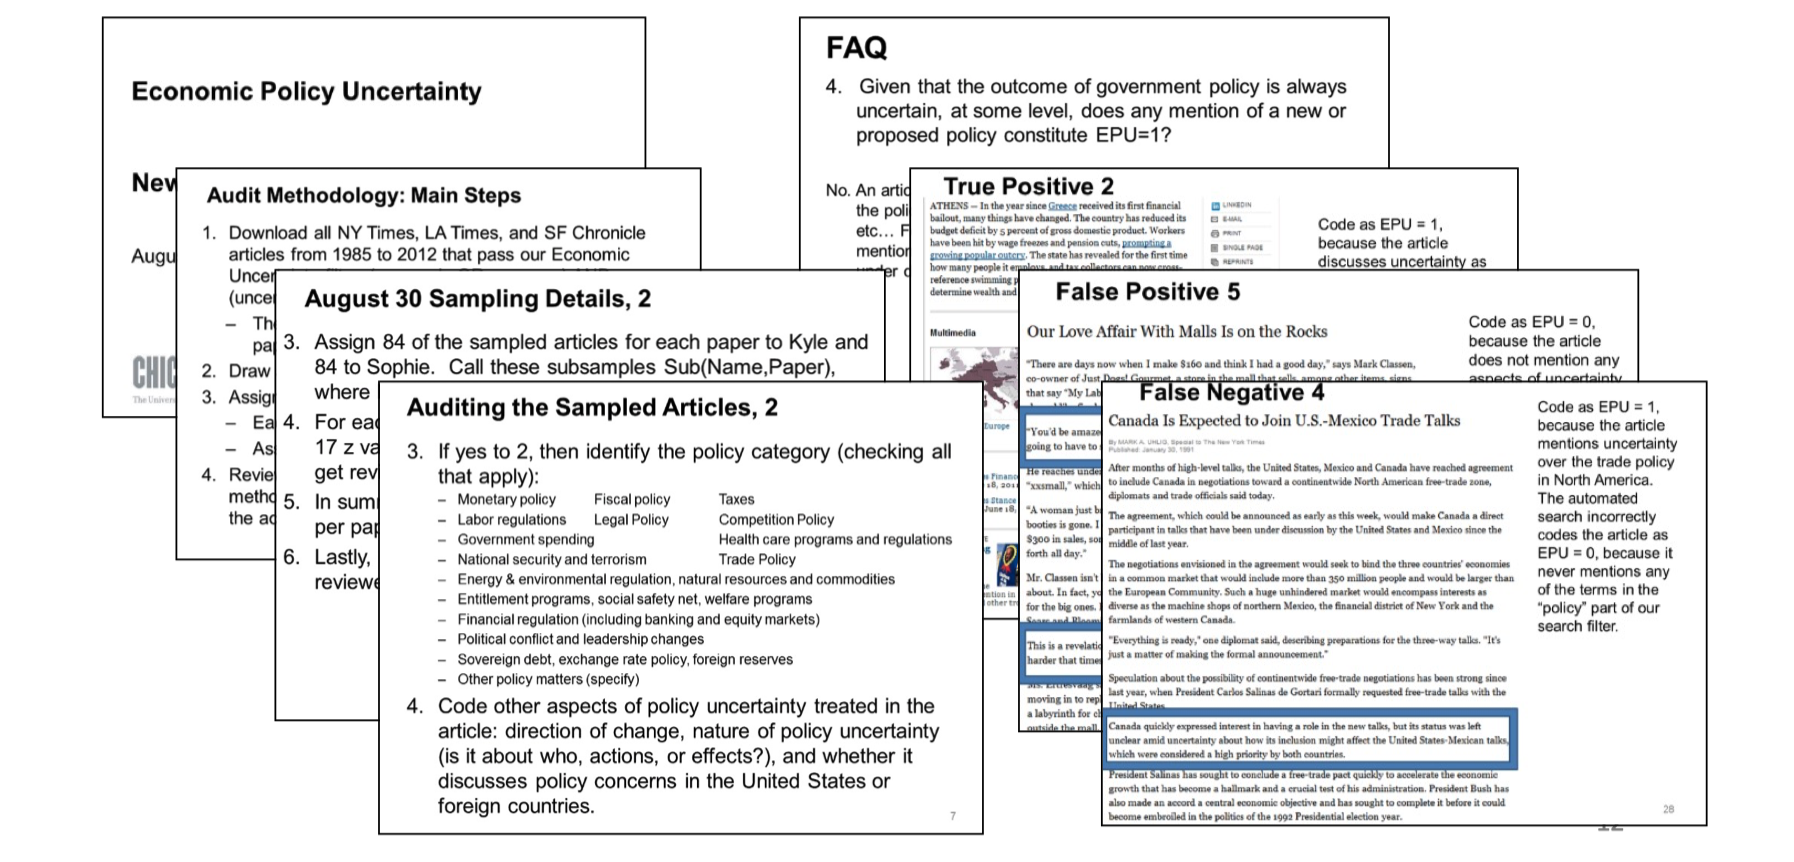 Economic Policy Uncertainty
New
Augu
CHIC
The Univers
Audit Methodology: Main Steps
1. Download all NY Times, LA Times, and SF Chronicle
articles from 1985 to 2012 that pass our Economic
Uncer
(uncer
– Th
pa
2. Draw
3. Assig
– Ea
– As
4. Revie
metho
the ad
August 30 Sampling Details, 2
3. Assign 84 of the sampled articles for each paper to Kyle and
84 to Sophie. Call these subsamples Sub(Name,Paper),
where
4. For eac
17 z va
get rev
5. In sum
per pap
6. Lastly,
reviewe
Auditing the Sampled Articles, 2
3. If yes to 2, then identify the policy category (checking all
that apply):
– Monetary policy Fiscal policy Taxes
– Labor regulations Legal Policy Competition Policy
– Government spending Health care programs and regulations
– National security and terrorism Trade Policy
– Energy & environmental regulation, natural resources and commodities
– Entitlement programs, social safety net, welfare programs
– Financial regulation (including banking and equity markets)
– Political conflict and leadership changes
– Sovereign debt, exchange rate policy, foreign reserves
– Other policy matters (specify)
4. Code other aspects of policy uncertainty treated in the
article: direction of change, nature of policy uncertainty
(is it about who, actions, or effects?), and whether it
discusses policy concerns in the United States or
foreign countries.
7
FAQ
4. Given that the outcome of government policy is always
uncertain, at some level, does any mention of a new or
proposed policy constitute EPU=1?
No. An artic
the poli
etc... F
mention
True Positive 2
ATHENS — In the year since Greece received its first financial
bailout, many things have changed. The country has reduced its
budget deficit by 5 percent of gross domestic product. Workers
have been hit by wage freezes and pension cuts, prompting a
growing popular outcry. The state has revealed for the first time
how many people it employs, and tax collectors can now cross-
reference swimming p
determine wealth and
LINKEDIN
E-MAIL
PRINT
SINGLE PAGE
REPRINTS
Multimedia
Code as EPU = 1,
because the article
discusses uncertainty as
False Positive 5
Our Love Affair With Malls Is on the Rocks
"There are days now when I make $160 and think I had a good day," says Mark Classen,
co-owner of Just Does! Gourmet, a store in the mall that sells, among other items, signs
that say "My Lab
"You'd be amaze
going to have to
He reaches unde
"xxsmall," which
"A woman just b
booties is gone. I
$300 in sales, so
forth all day."
Mr. Classen isn't
about. In fact, yo
for the big ones.
This is a revelatio
harder that time
moving in to repl
a labyrinth for ch
outside the mall
Code as EPU = 0,
because the article
does not mention any
aspects of uncertainty
False Negative 4
Canada Is Expected to Join U.S.-Mexico Trade Talks
By MARK A. UHLIG, Special to The New York Times
Published: January 30, 1991
After months of high-level talks, the United States, Mexico and Canada have reached agreement
to include Canada in negotiations toward a continentwide North American free-trade zone,
diplomats and trade officials said today.
The agreement, which could be announced as early as this week, would make Canada a direct
participant in talks that have been under discussion by the United States and Mexico since the
middle of last year.
The negotiations envisioned in the agreement would seek to bind the three countries' economies
in a common market that would include more than 350 million people and would be larger than
the European Community. Such a huge unhindered market would encompass interests as
diverse as the machine shops of northern Mexico, the financial district of New York and the
farmlands of western Canada.
"Everything is ready," one diplomat said, describing preparations for the three-way talks. "It's
just a matter of making the formal announcement."
Speculation about the possibility of continentwide free-trade negotiations has been strong since
last year, when President Carlos Salinas de Gortari formally requested free-trade talks with the
United States.
Canada quickly expressed interest in having a role in the new talks, but its status was left
unclear amid uncertainty about how its inclusion might affect the United States-Mexican talks,
which were considered a high priority by both countries.
President Salinas has sought to conclude a free-trade pact quickly to accelerate the economic
growth that has become a hallmark and a crucial test of his administration. President Bush has
also made an accord a central economic objective and has sought to complete it before it could
become embroiled in the politics of the 1992 Presidential election year.
Code as EPU = 1,
because the article
mentions uncertainty
over the trade policy
in North America.
The automated
search incorrectly
codes the article as
EPU = 0, because it
never mentions any
of the terms in the
"policy" part of our
search filter.
28